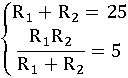 R₁ + R₂ = 25
R₁R₂
R₁ + R₂ = 5